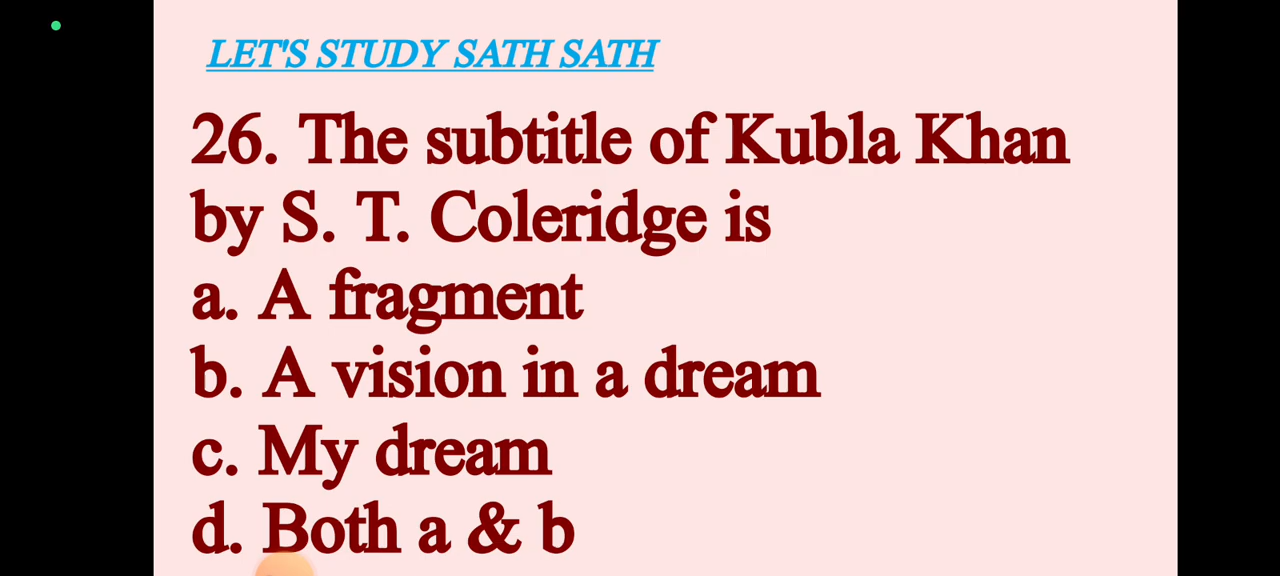 LET'S STUDY SATH SATH
26. The subtitle of Kubla Khan
by S. T. Coleridge is
a. A fragment
b. A vision in a dream
c. My dream
d. Both a & b